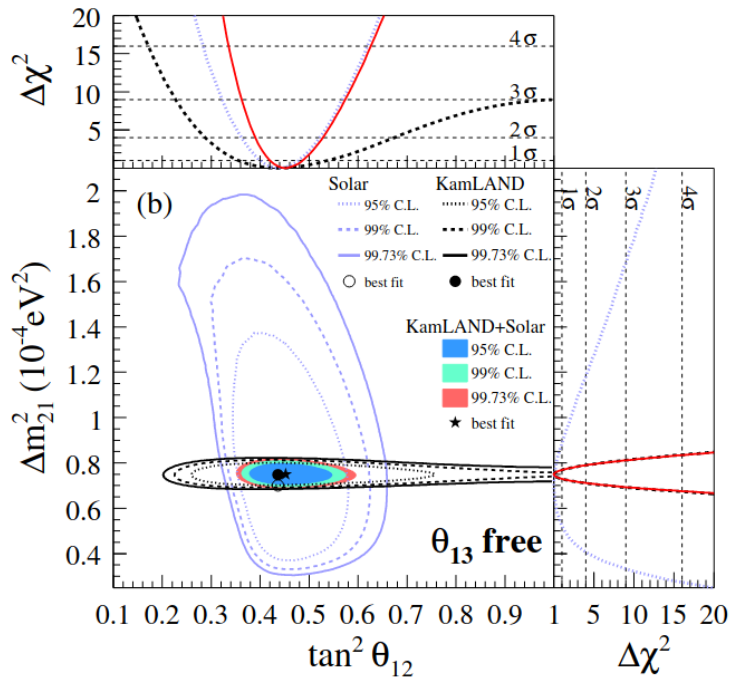 20
15
10
5
Δχ²
4σ
3σ
2σ
1σ
(b)
Solar
95% C.L.
99% C.L.
99.73% C.L.
best fit
KamLAND
95% C.L.
99% C.L.
99.73% C.L.
best fit
KamLAND+Solar
95% C.L.
99% C.L.
99.73% C.L.
best fit
θ₁₃ free
1σ 2σ 3σ 4σ
2
1.8
1.6
1.4
1.2
1
0.8
0.6
0.4
Δm²₂₁ (10⁻⁴eV²)
0.1 0.2 0.3 0.4 0.5 0.6 0.7 0.8 0.9 1 5 10 15 20
tan² θ₁₂
Δχ²